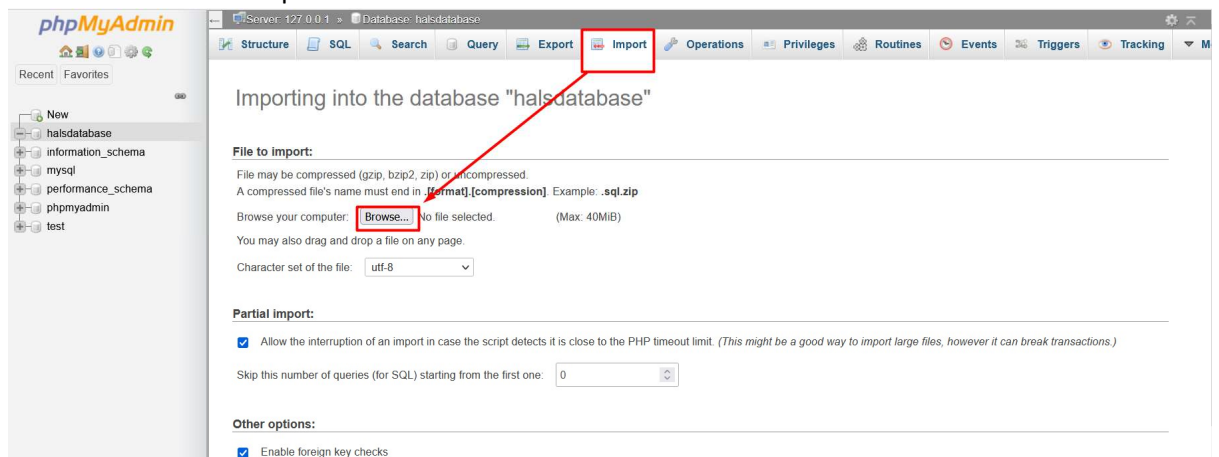 phpMyAdmin
Recent Favorites
New
halsdatabase
information_schema
mysql
performance_schema
phpmyadmin
test
Server: 127.0.0.1 » Database: halsdatabase
Structure SQL Search Query Export Import Operations Privileges Routines Events Triggers Tracking M
Importing into the database "halsdatabase"
File to import:
File may be compressed (gzip, bzip2, zip) or uncompressed.
A compressed file's name must end in .[format].[compression]. Example: .sql.zip
Browse your computer: Browse... No file selected. (Max: 40MiB)
You may also drag and drop a file on any page.
Character set of the file: utf-8
Partial import:
Allow the interruption of an import in case the script detects it is close to the PHP timeout limit. (This might be a good way to import large files, however it can break transactions.)
Skip this number of queries (for SQL) starting from the first one: 0
Other options:
Enable foreign key checks